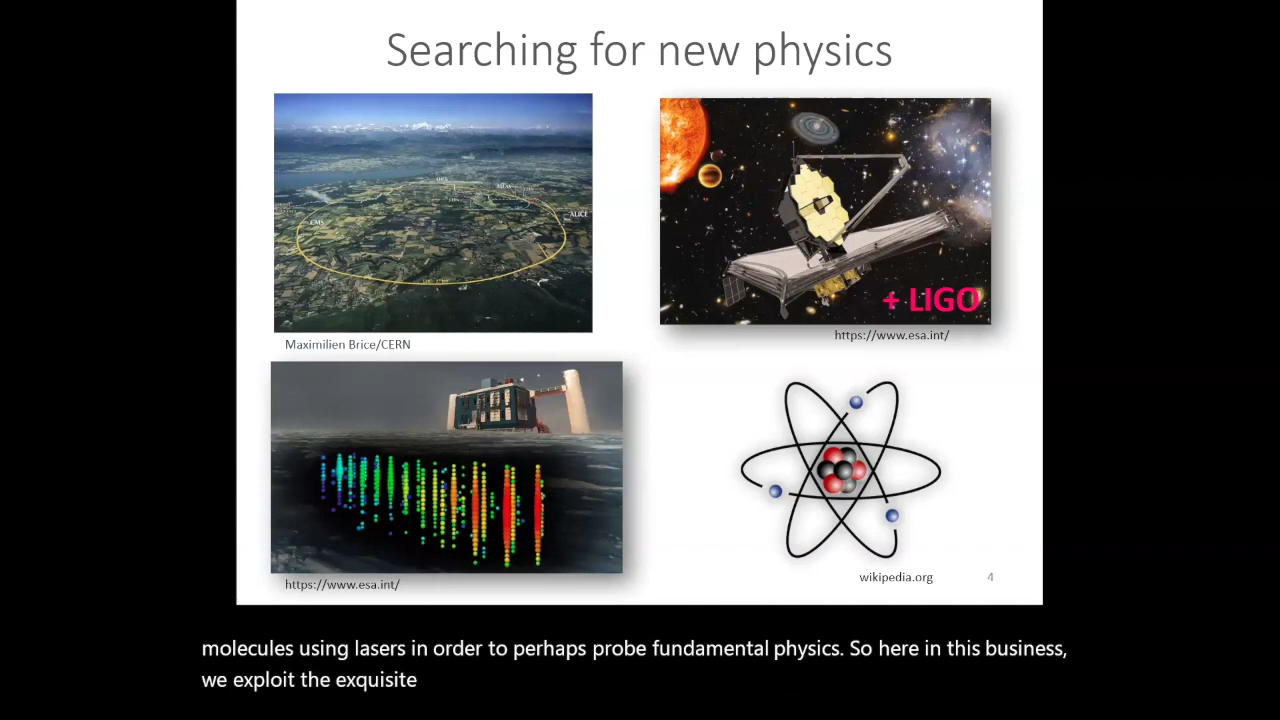 Searching for new physics
CMS
ALICE
+ LIGO
Maximilien Brice/CERN
https://www.esa.int/
https://www.esa.int/
wikipedia.org
4
molecules using lasers in order to perhaps probe fundamental physics. So here in this business,
we exploit the exquisite